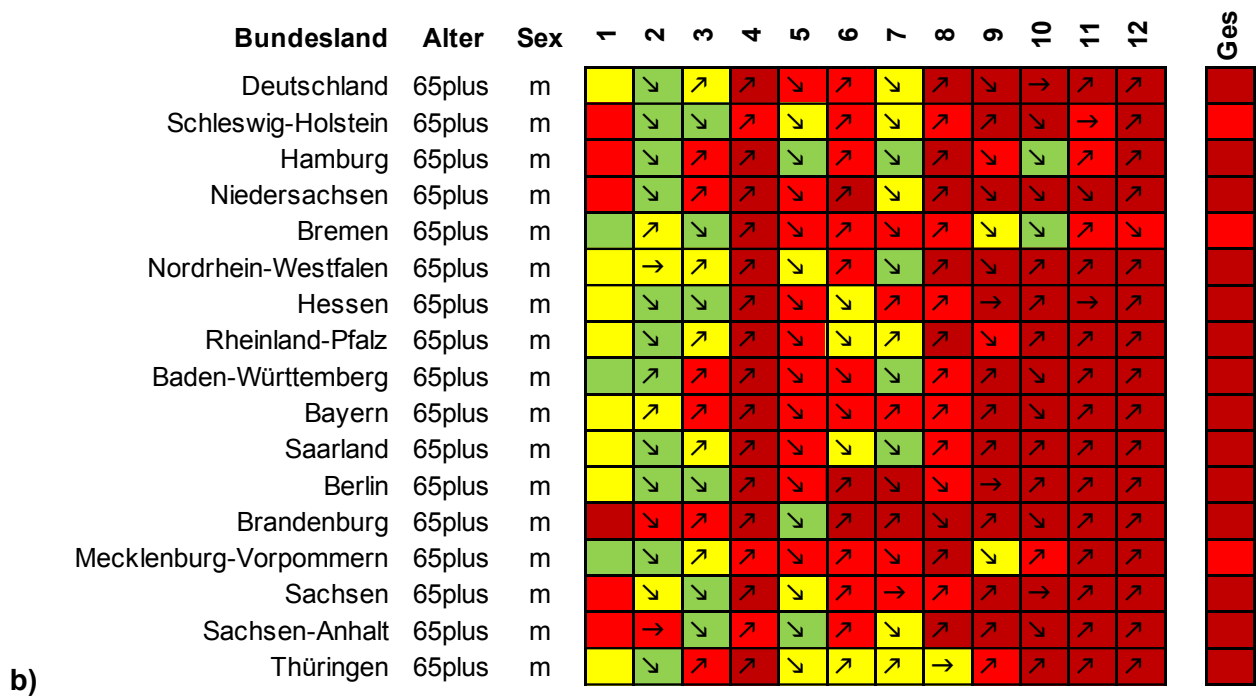 Bundesland Alter Sex 1 2 3 4 5 6 7 8 9 10 11 12 Ges
Deutschland 65plus m ↘ ↗ ↗ ↘ ↗ ↘ ↗ ↘ → ↗ ↗
Schleswig-Holstein 65plus m ↘ ↘ ↗ ↘ ↗ ↘ ↗ ↗ ↘ → ↗
Hamburg 65plus m ↘ ↗ ↗ ↘ ↗ ↘ ↗ ↘ ↘ ↗ ↗
Niedersachsen 65plus m ↘ ↗ ↗ ↘ ↗ ↘ ↗ ↘ ↘ ↘ ↗
Bremen 65plus m ↗ ↘ ↗ ↘ ↗ ↘ ↗ ↘ ↘ ↗ ↘
Nordrhein-Westfalen 65plus m → ↗ ↗ ↘ ↗ ↘ ↗ ↘ ↗ ↗ ↗
Hessen 65plus m ↘ ↘ ↗ ↘ ↘ ↗ ↗ → ↗ → ↗
Rheinland-Pfalz 65plus m ↘ ↗ ↗ ↘ ↘ ↗ ↗ ↘ ↗ ↗ ↗
Baden-Württemberg 65plus m ↗ ↗ ↗ ↘ ↘ ↘ ↗ ↗ ↘ ↗ ↗
Bayern 65plus m ↗ ↗ ↗ ↘ ↘ ↗ ↗ ↗ ↘ ↗ ↗
Saarland 65plus m ↘ ↗ ↗ ↘ ↘ ↘ ↗ ↗ ↗ ↗ ↗
Berlin 65plus m ↘ ↘ ↗ ↘ ↗ ↘ ↘ → ↗ ↗ ↗
Brandenburg 65plus m ↘ ↗ ↗ ↘ ↗ ↗ ↘ ↗ ↘ ↗ ↗
Mecklenburg-Vorpommern 65plus m ↘ ↗ ↗ ↘ ↗ ↘ ↗ ↘ ↗ ↗ ↗
Sachsen 65plus m ↘ ↘ ↗ ↘ ↗ → ↗ ↗ → ↗ ↗
Sachsen-Anhalt 65plus m → ↘ ↗ ↘ ↗ ↘ ↗ ↗ ↘ ↗ ↗
Thüringen 65plus m ↘ ↗ ↗ ↘ ↗ ↗ → ↗ ↗ ↗ ↗
b)